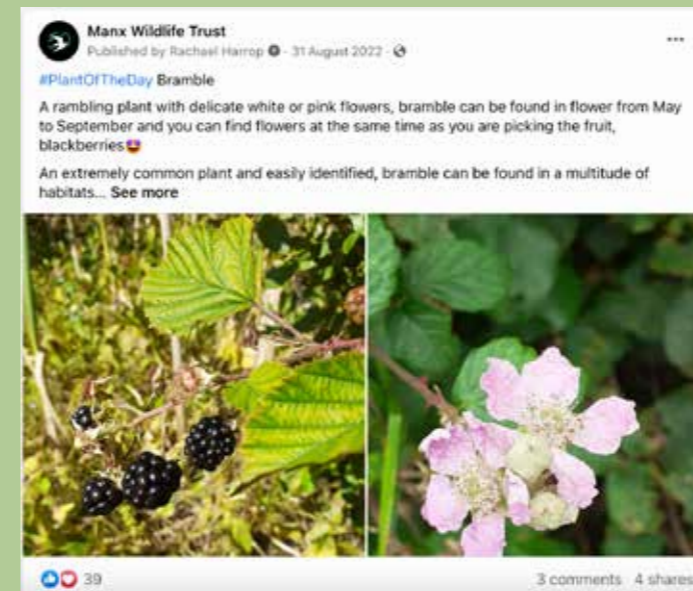 Manx Wildlife Trust
Published by Rachael Harrop · 31 August 2022 ·
#PlantOfTheDay Bramble
A rambling plant with delicate white or pink flowers, bramble can be found in flower from May
to September and you can find flowers at the same time as you are picking the fruit,
blackberries😍
An extremely common plant and easily identified, bramble can be found in a multitude of
habitats... See more
39
3 comments 4 shares